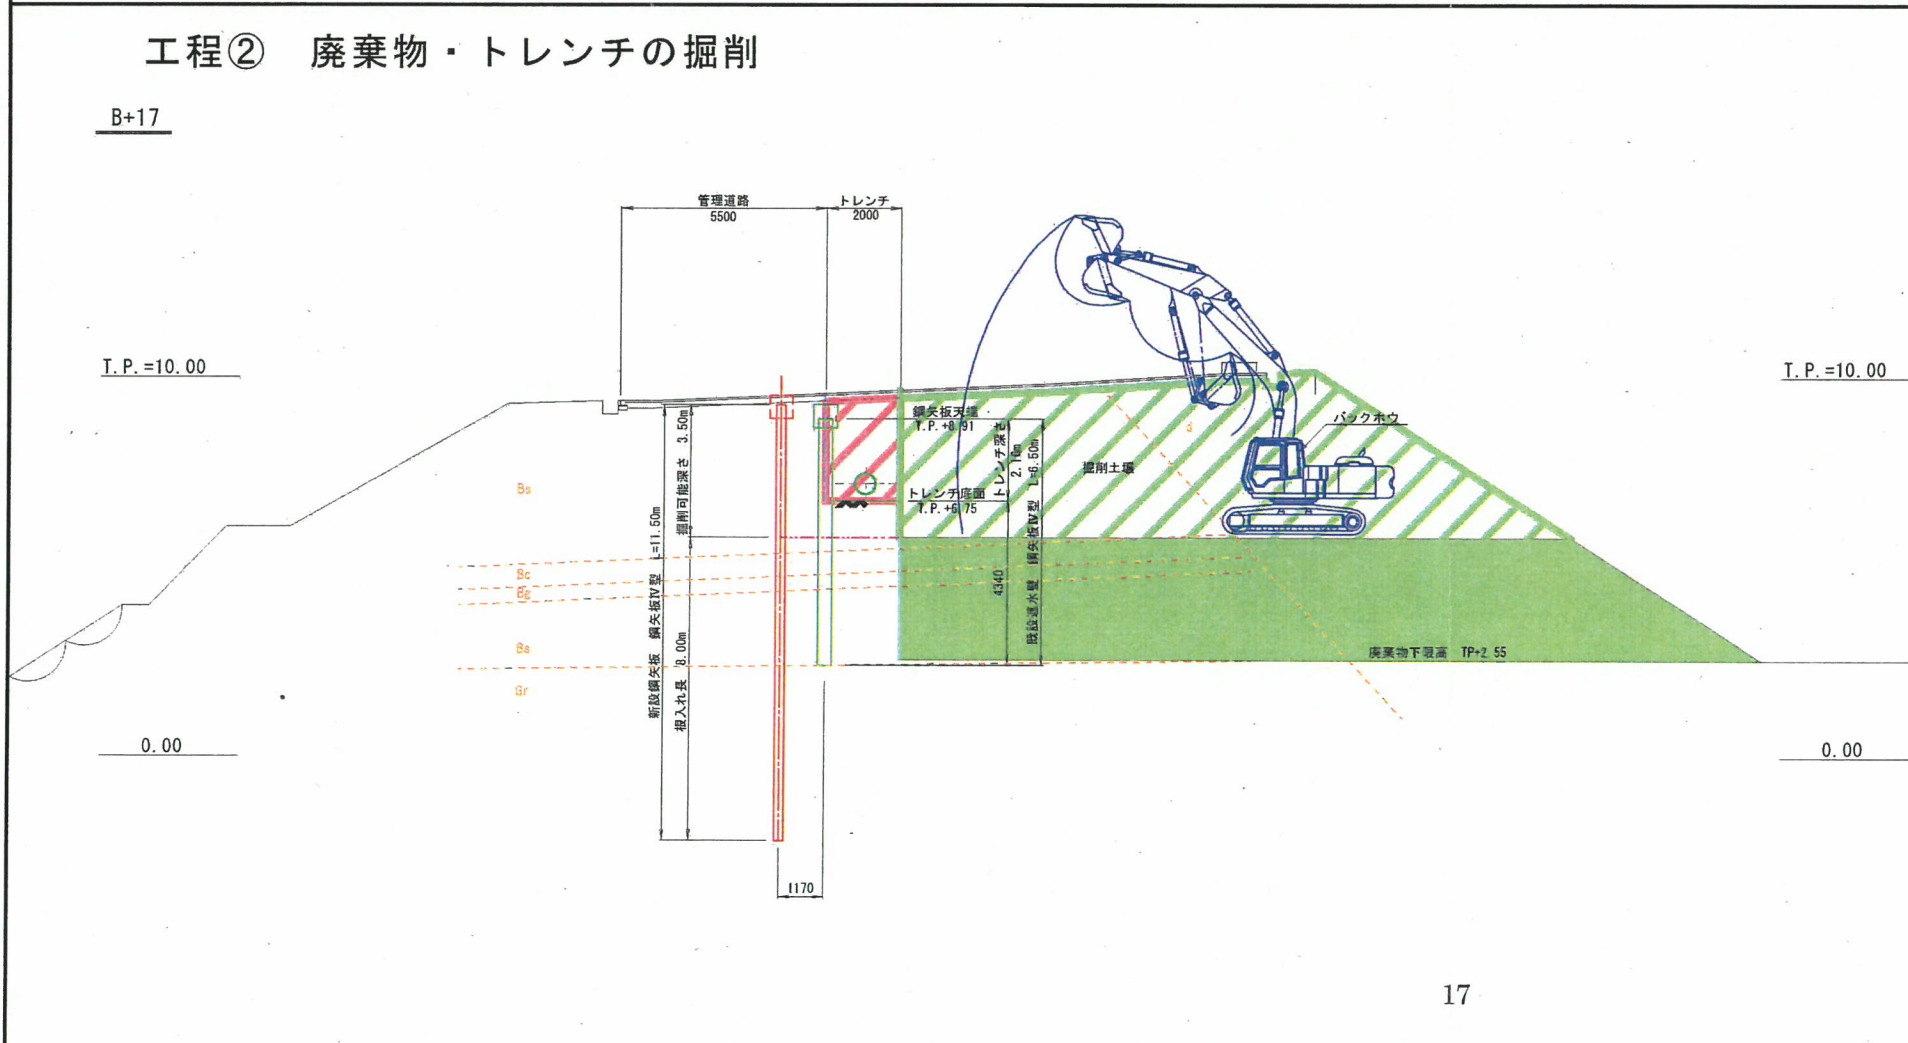 工程② 廃棄物・トレンチの掘削
B+17
管理道路
5500
トレンチ
2000
T.P.=10.00
T.P.=10.00
バックホウ
鋼矢板天端
T.P.+8.91
掘削土壌
トレンチ底面
T.P.+6.75
トレンチ深さ
2.16m
既設遮水壁 鋼矢板Ⅳ型 L=6.50m
4340
掘削可能深さ 3.50m
新設鋼矢板 鋼矢板Ⅳ型 L=11.50m
根入れ長 8.00m
Bs
Bc
Bs
Gr
廃棄物下限高 TP+2.55
0.00
0.00
1170
17